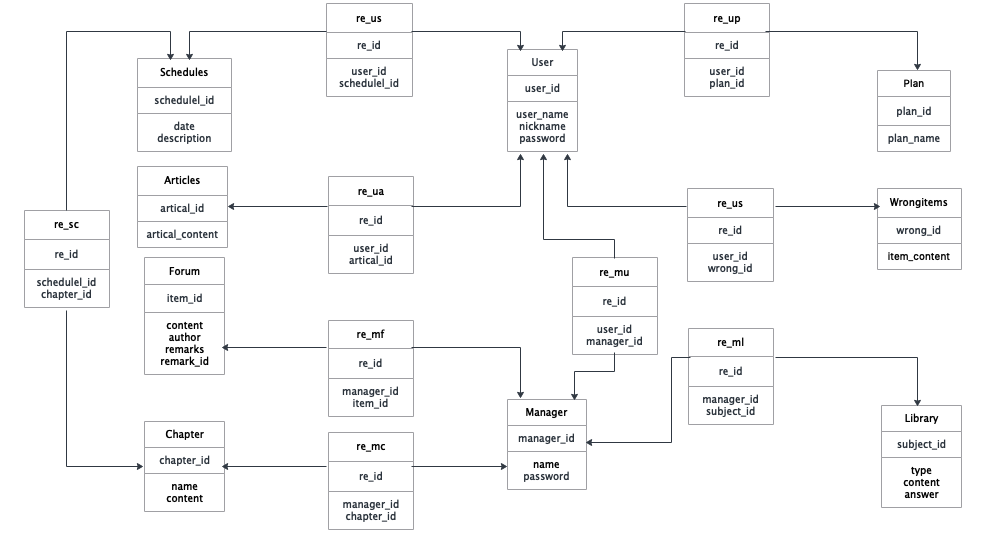 re_us
re_id
user_id
schedulel_id
re_up
re_id
user_id
plan_id
Schedules
schedulel_id
date
description
User
user_id
user_name
nickname
password
Plan
plan_id
plan_name
Articles
artical_id
artical_content
re_ua
re_id
user_id
artical_id
re_us
re_id
user_id
wrong_id
Wrongitems
wrong_id
item_content
re_sc
re_id
schedulel_id
chapter_id
Forum
item_id
content
author
remarks
remark_id
re_mu
re_id
user_id
manager_id
re_mf
re_id
manager_id
item_id
re_ml
re_id
manager_id
subject_id
Manager
manager_id
name
password
Library
subject_id
type
content
answer
Chapter
chapter_id
name
content
re_mc
re_id
manager_id
chapter_id